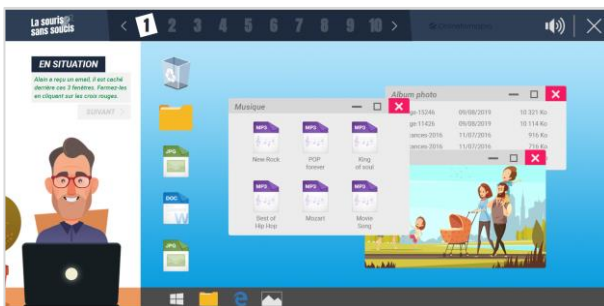 La souris
sans soucis
< 1 2 3 4 5 6 7 8 9 10 >
EN SITUATION
Alain a reçu un email, il est caché
derrière ces 3 fenêtres. Fermez-les
en cliquant sur les croix rouges.
SUIVANT >
JPG
DOC
W
JPG
Musique
MP3 MP3 MP3
New Rock
POP
forever
King
of soul
MP3 MP3 MP3
Best of
Hip Hop
Mozart
Movie
Song
Album photo
15246 09/08/2019 10 321 Ko
11426 09/08/2019 10 114 Ko
2016 11/07/2016 916 Ko
2016 11/07/2016 716 Ko